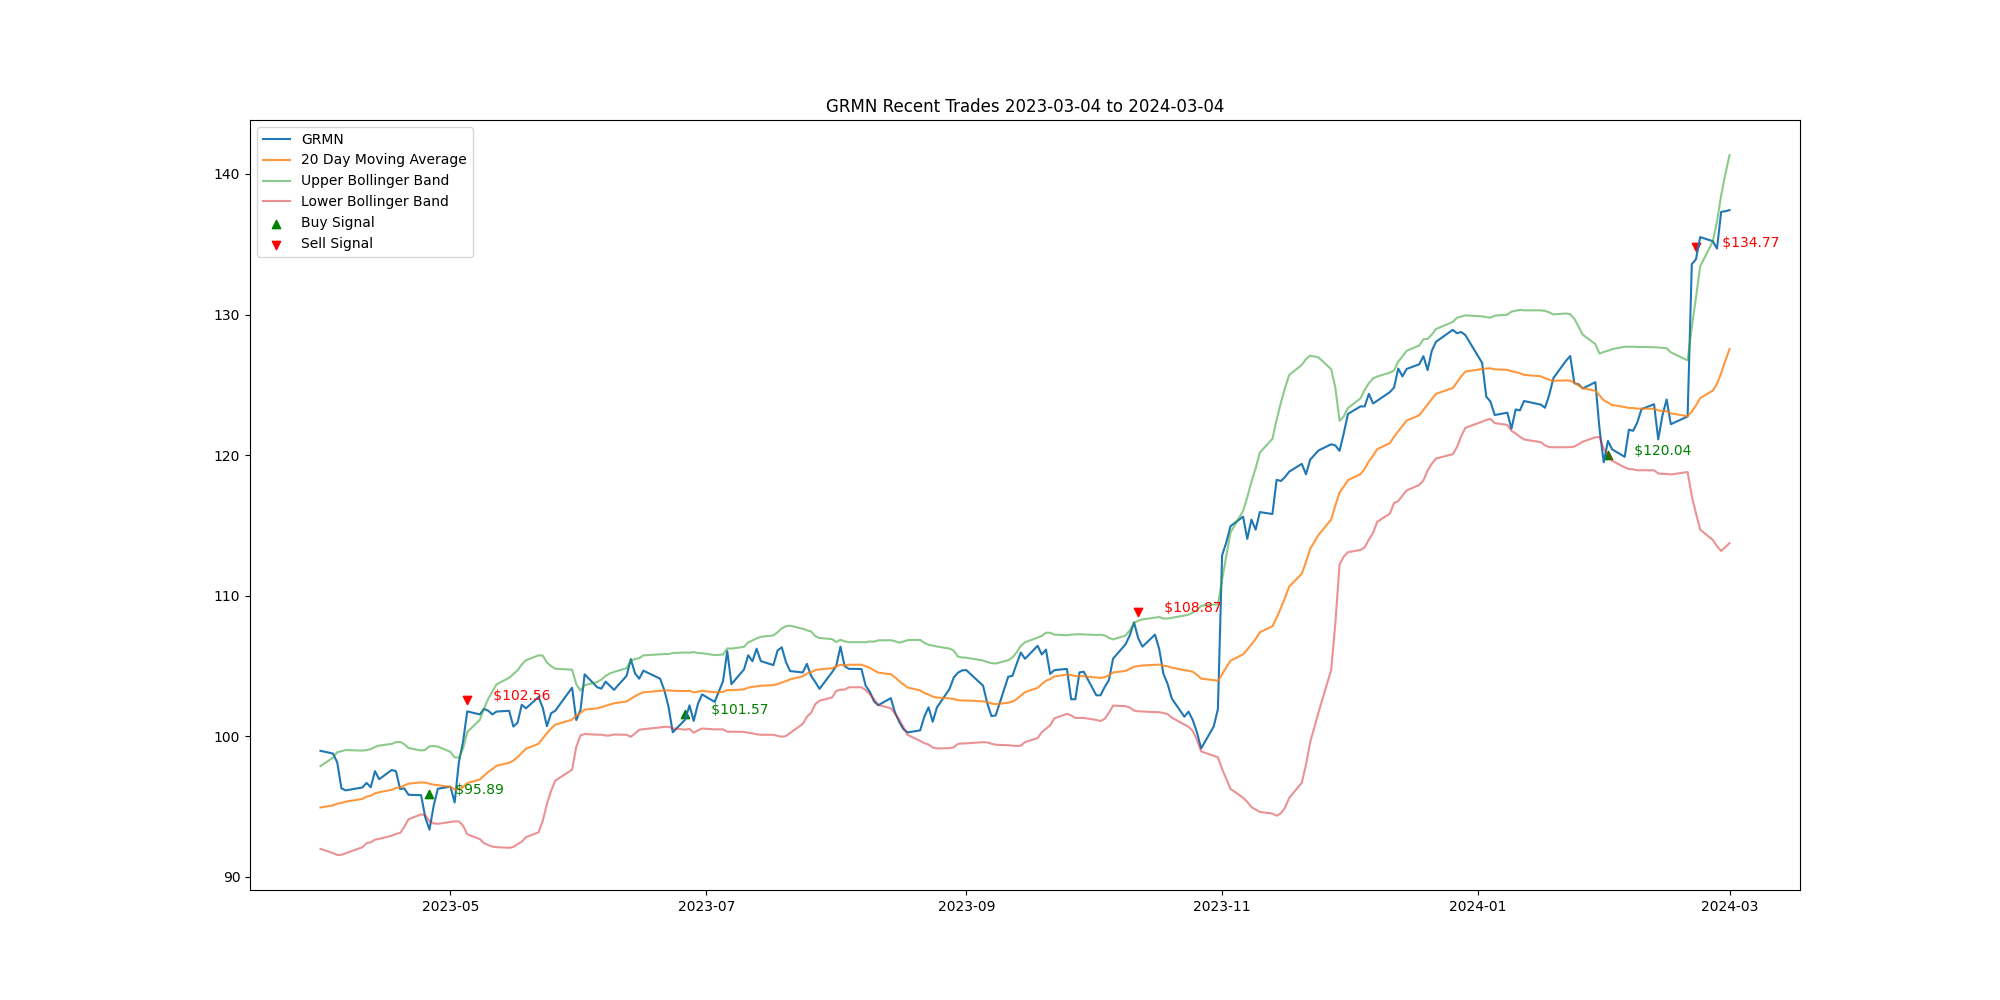 GRMN Recent Trades 2023-03-04 to 2024-03-04
GRMN
20 Day Moving Average
Upper Bollinger Band
Lower Bollinger Band
Buy Signal
Sell Signal
140
130
120
110
100
90
$134.77
$120.04
$108.87
$102.56
$101.57
$95.89
2023-05
2023-07
2023-09
2023-11
2024-01
2024-03